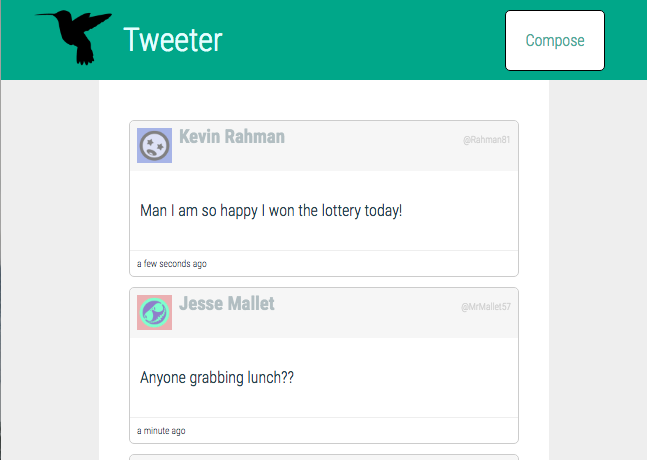 Tweeter
Compose
Kevin Rahman
@Rahman81
Man I am so happy I won the lottery today!
a few seconds ago
Jesse Mallet
@MrMallet57
Anyone grabbing lunch??
a minute ago